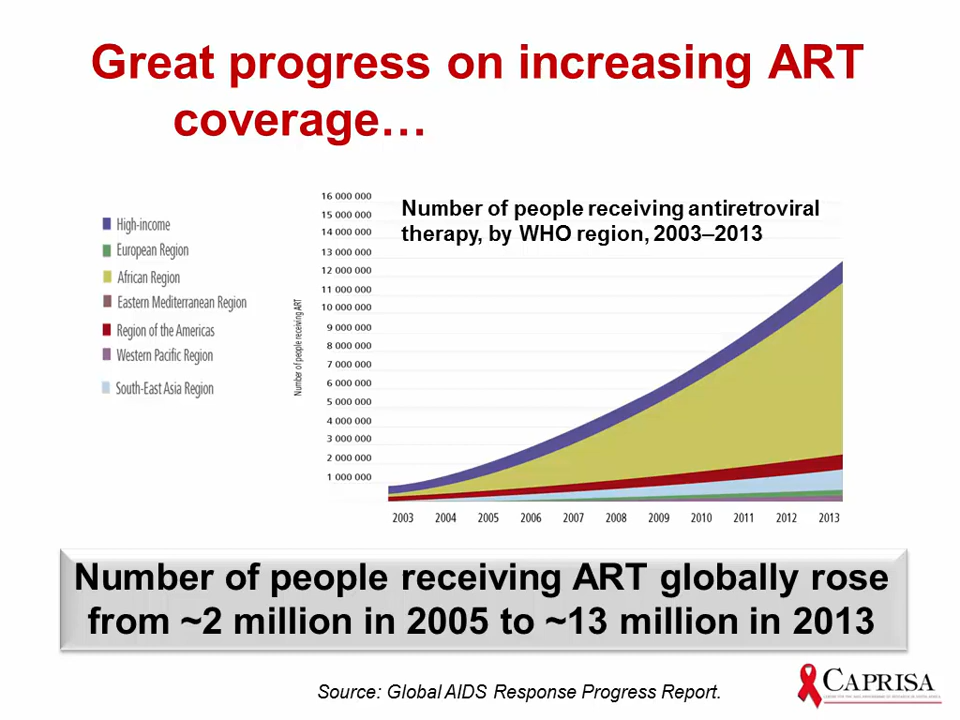 Great progress on increasing ART
coverage…
Number of people receiving antiretroviral
therapy, by WHO region, 2003–2013
High-income
European Region
African Region
Eastern Mediterranean Region
Region of the Americas
Western Pacific Region
South-East Asia Region
Number of people receiving ART
16 000 000
15 000 000
14 000 000
13 000 000
12 000 000
11 000 000
10 000 000
9 000 000
8 000 000
7 000 000
6 000 000
5 000 000
4 000 000
3 000 000
2 000 000
1 000 000
2003 2004 2005 2006 2007 2008 2009 2010 2011 2012 2013
Number of people receiving ART globally rose
from ~2 million in 2005 to ~13 million in 2013
Source: Global AIDS Response Progress Report.
CAPRISA